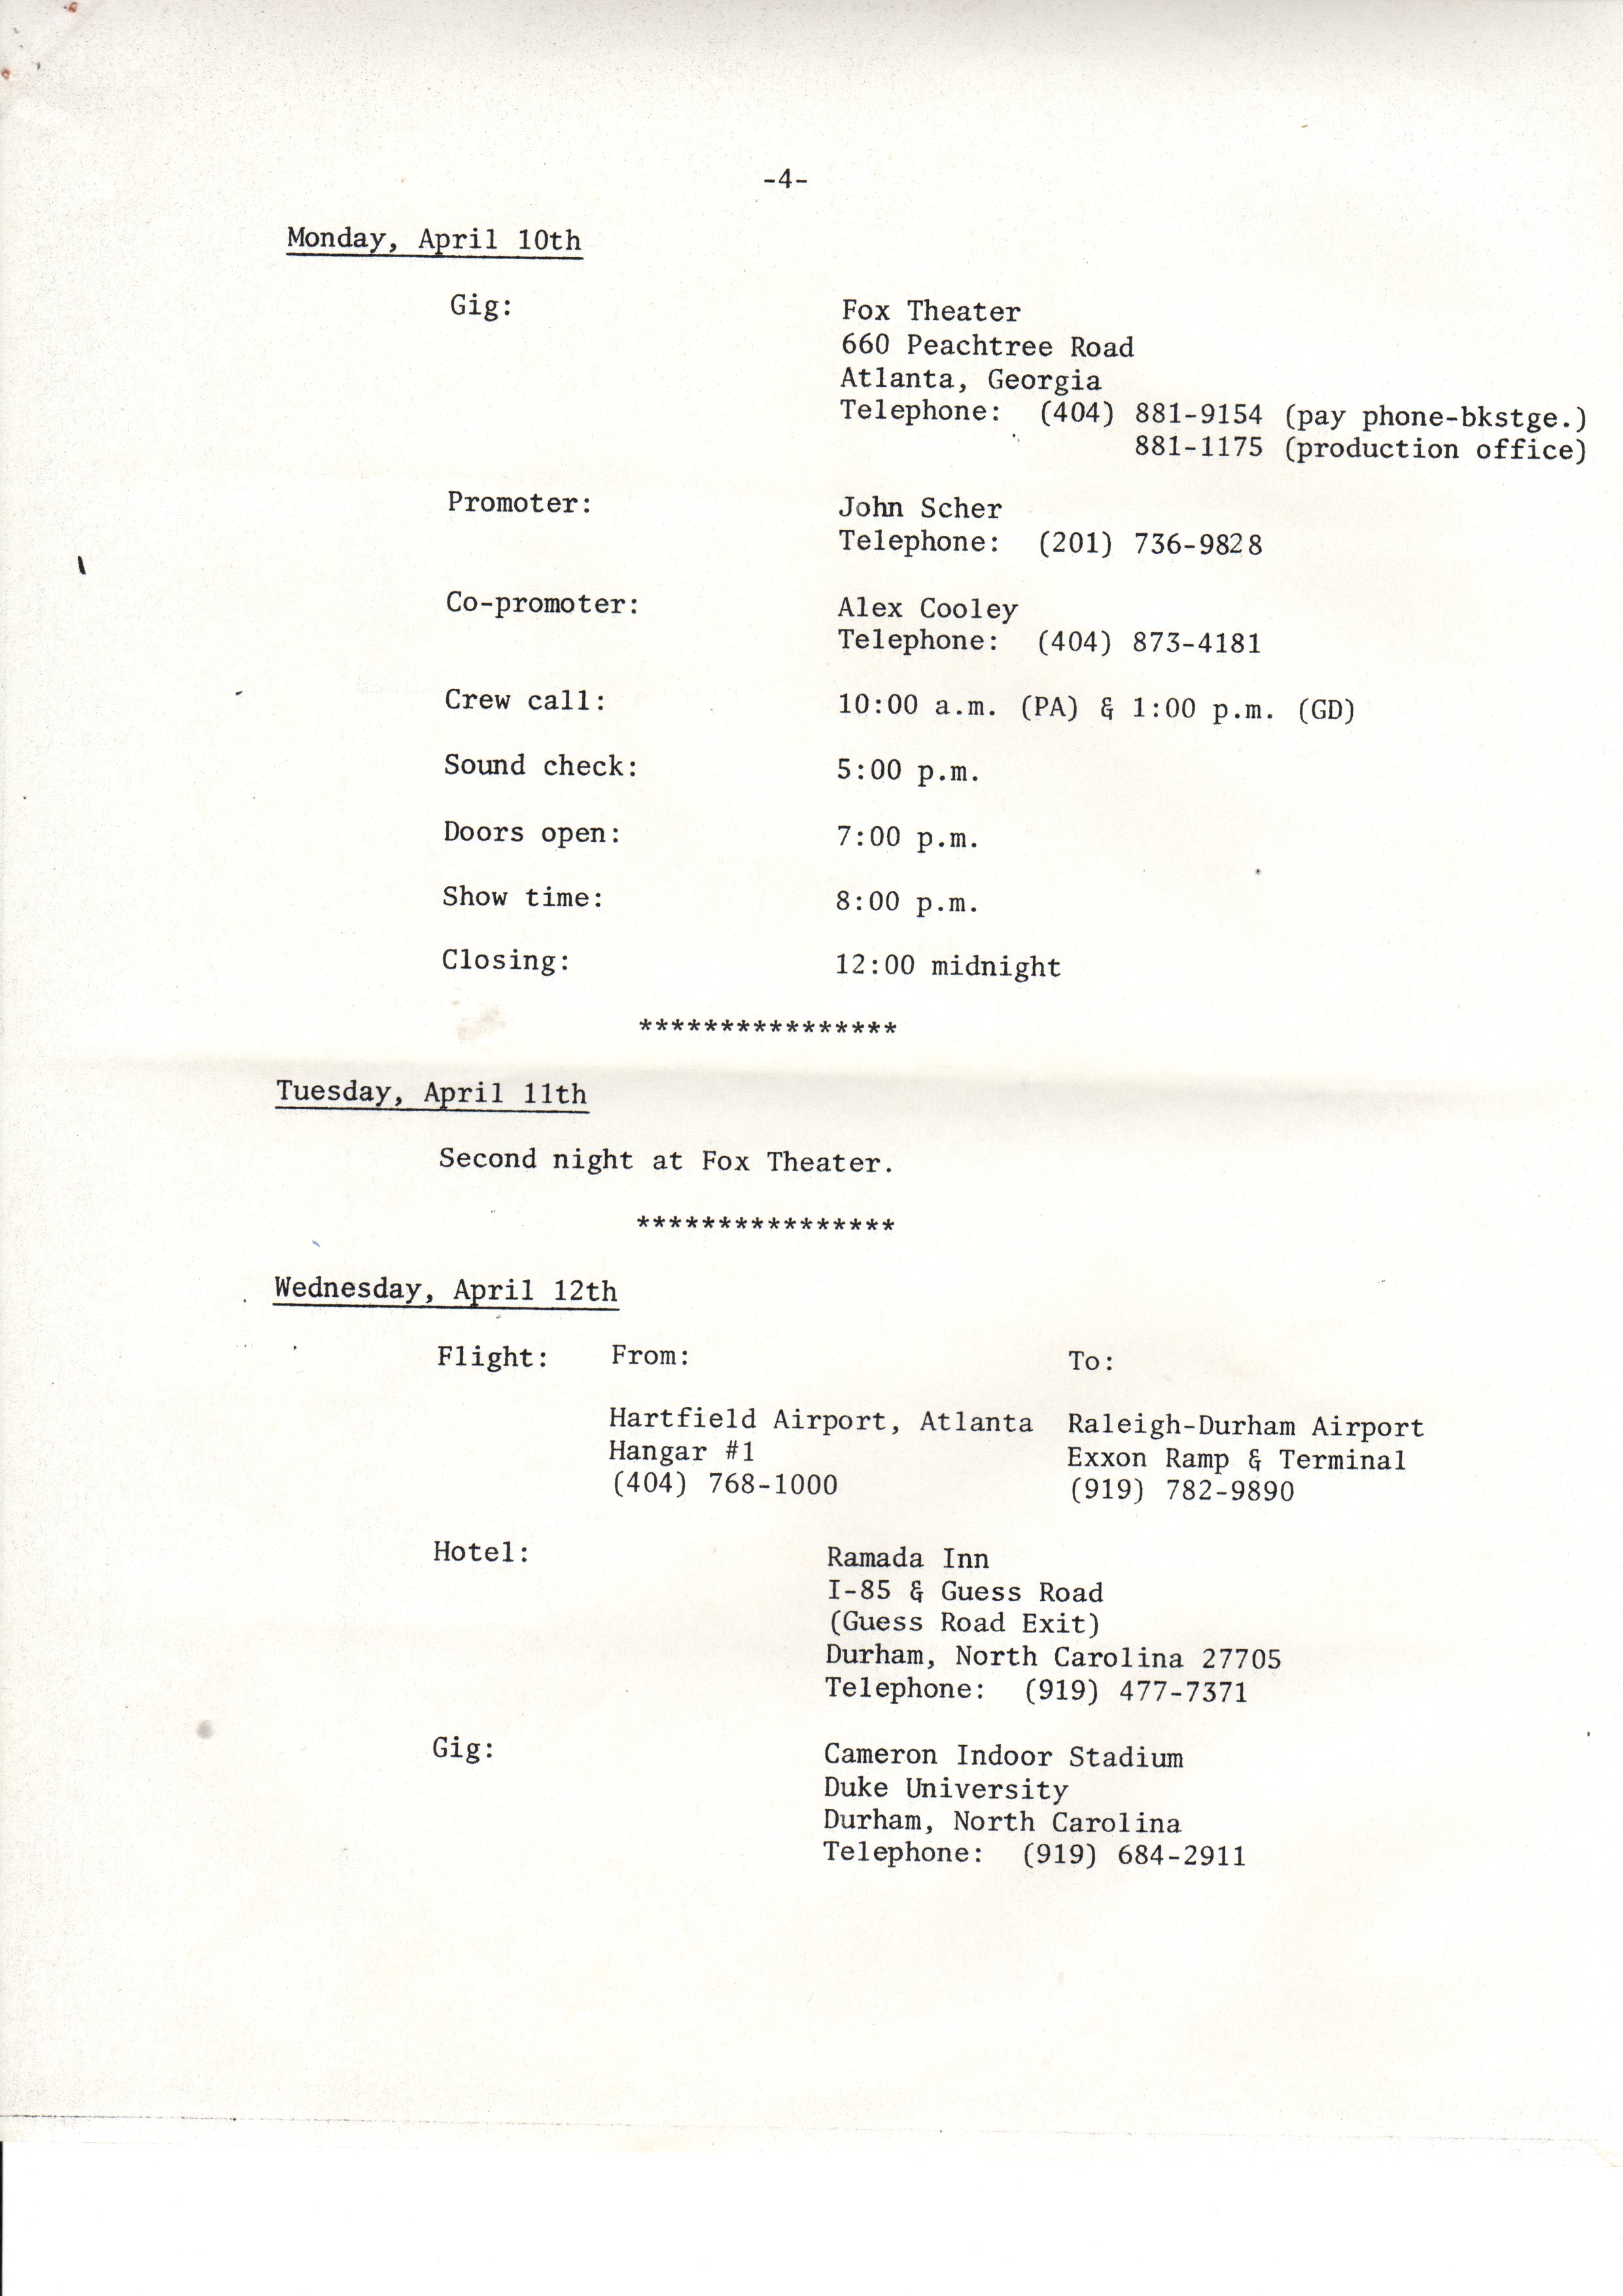 -4-
Monday, April 10th
Gig: Fox Theater
660 Peachtree Road
Atlanta, Georgia
Telephone: (404) 881-9154 (pay phone-bkstge.)
881-1175 (production office)
Promoter: John Scher
Telephone: (201) 736-9828
Co-promoter: Alex Cooley
Telephone: (404) 873-4181
Crew call: 10:00 a.m. (PA) & 1:00 p.m. (GD)
Sound check: 5:00 p.m.
Doors open: 7:00 p.m.
Show time: 8:00 p.m.
Closing: 12:00 midnight
****************
Tuesday, April 11th
Second night at Fox Theater.
****************
Wednesday, April 12th
Flight: From: To:
Hartfield Airport, Atlanta Raleigh-Durham Airport
Hangar #1 Exxon Ramp & Terminal
(404) 768-1000 (919) 782-9890
Hotel: Ramada Inn
I-85 & Guess Road
(Guess Road Exit)
Durham, North Carolina 27705
Telephone: (919) 477-7371
Gig: Cameron Indoor Stadium
Duke University
Durham, North Carolina
Telephone: (919) 684-2911